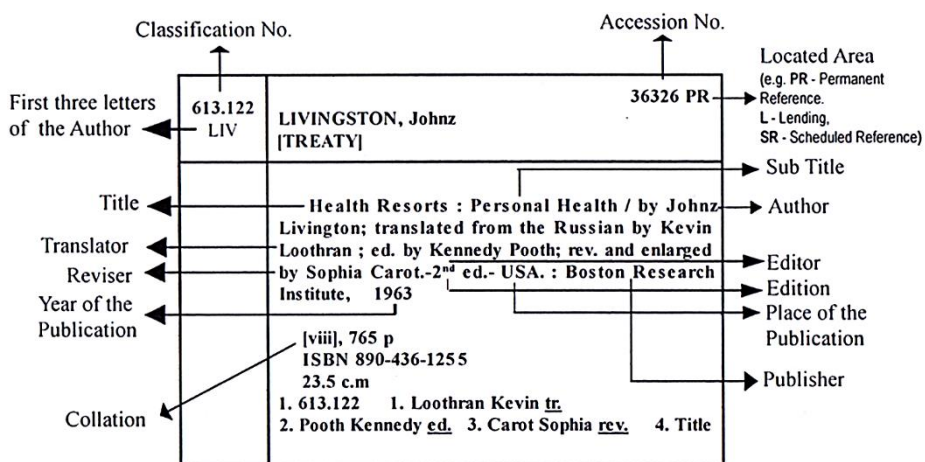 Classification No.
Accession No.
Located Area
(e.g. PR - Permanent
Reference.
L - Lending,
SR - Scheduled Reference)
First three letters
of the Author
613.122
LIV
36326 PR
LIVINGSTON, Johnz
[TREATY]
Sub Title
Title
Health Resorts : Personal Health / by Johnz
Author
Livington; translated from the Russian by Kevin
Translator
Loothran ; ed. by Kennedy Pooth; rev. and enlarged
Editor
Reviser
by Sophia Carot.-2nd ed.- USA. : Boston Research
Edition
Year of the
Publication
Institute, 1963
Place of the
Publication
[viii], 765 p
ISBN 890-436-1255
23.5 c.m
Publisher
Collation
1. 613.122 1. Loothran Kevin tr.
2. Pooth Kennedy ed. 3. Carot Sophia rev. 4. Title